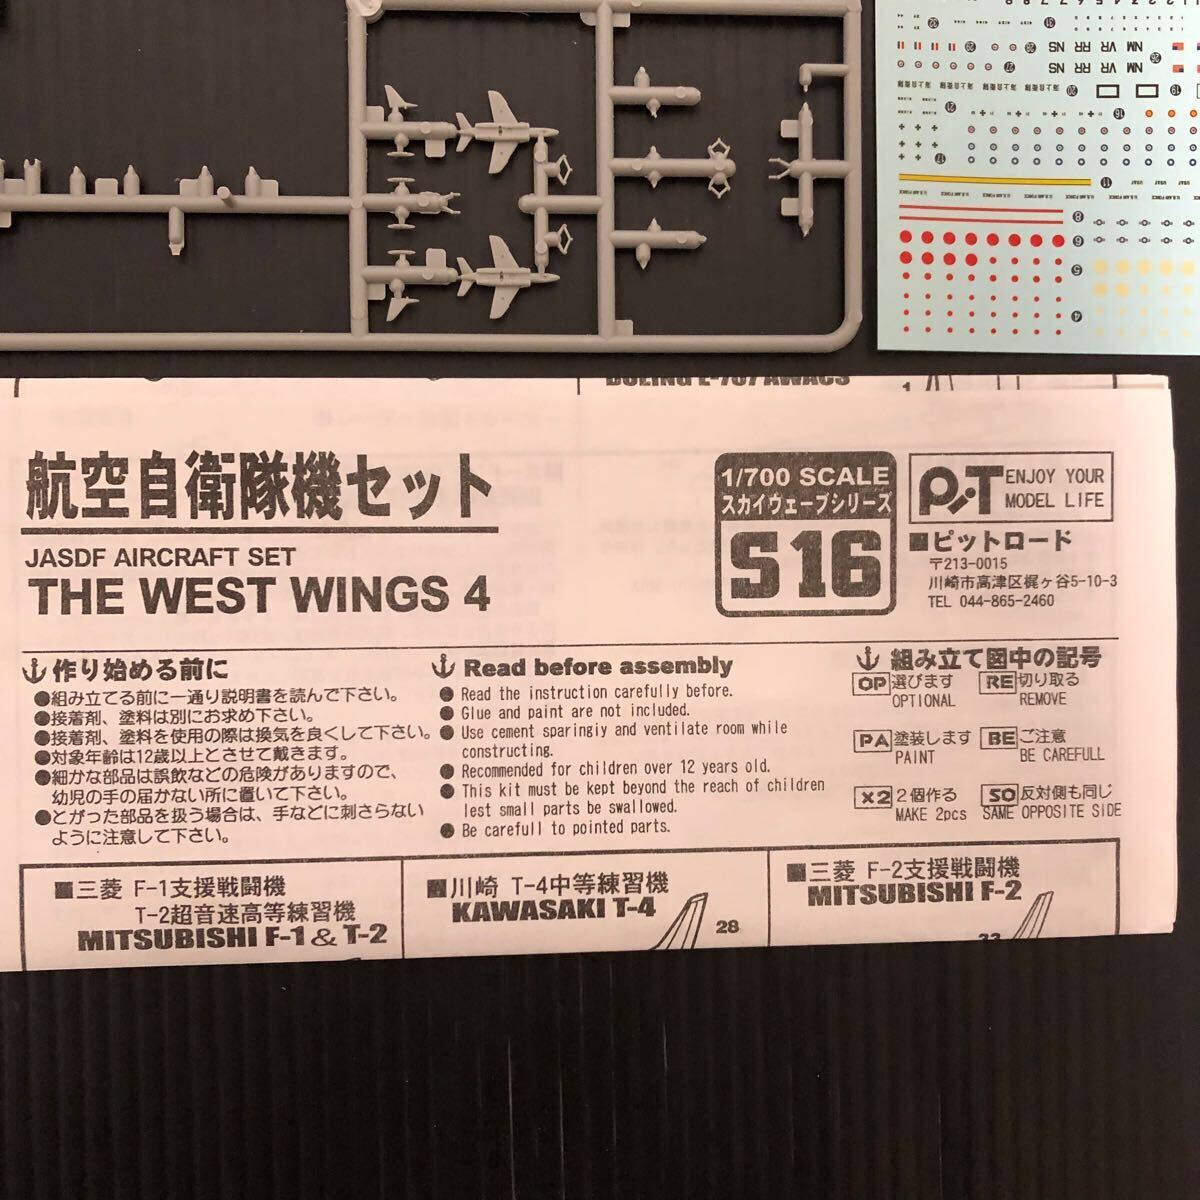 BOEING E-767 AWACS
1
航空自衛隊機セット
JASDF AIRCRAFT SET
THE WEST WINGS 4
1/700 SCALE
スカイウェーブシリーズ
S16
PIT
ENJOY YOUR
MODEL LIFE
■ピットロード
〒213-0015
川崎市高津区梶ヶ谷5-10-3
TEL 044-865-2460
作り始める前に
●組み立てる前に一通り説明書を読んで下さい。
●接着剤、塗料は別にお求め下さい。
●接着剤、塗料を使用の際は換気を良くして下さい。
●対象年齢は12歳以上とさせて戴きます。
●細かな部品は誤飲などの危険がありますので、
幼児の手の届かない所に置いて下さい。
●とがった部品を扱う場合は、手などに刺さらない
ように注意して下さい。
Read before assembly
● Read the instruction carefully before.
● Glue and paint are not included.
● Use cement sparingiy and ventilate room while
constructing.
● Recommended for children over 12 years old.
● This kit must be kept beyond the reach of children
lest small parts be swallowed.
● Be carefull to pointed parts.
組み立て図中の記号
OP 選びます
OPTIONAL
RE 切り取る
REMOVE
PA 塗装します
PAINT
BE ご注意
BE CAREFULL
X2 2個作る
MAKE 2pcs
SO 反対側も同じ
SAME OPPOSITE SIDE
■三菱 F-1支援戦闘機
T-2超音速高等練習機
MITSUBISHI F-1 & T-2
■川崎 T-4中等練習機
KAWASAKI T-4
28
■三菱 F-2支援戦闘機
MITSUBISHI F-2